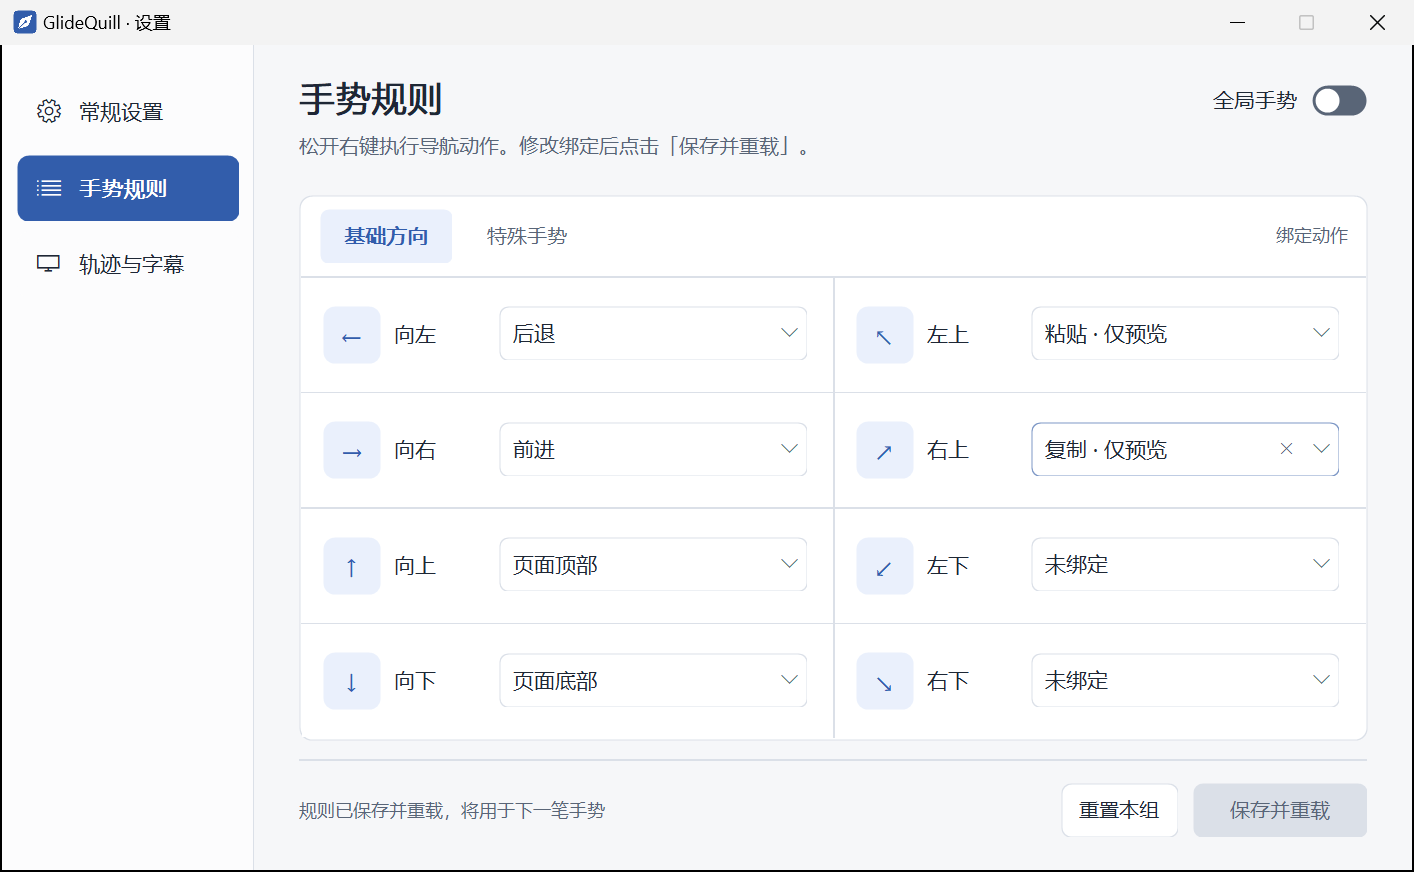 GlideQuill · 设置
常规设置
手势规则
轨迹与字幕
手势规则
全局手势
松开右键执行导航动作。修改绑定后点击「保存并重载」。
基础方向 特殊手势 绑定动作
← 向左 后退 ↖ 左上 粘贴 · 仅预览
→ 向右 前进 ↗ 右上 复制 · 仅预览
↑ 向上 页面顶部 ↙ 左下 未绑定
↓ 向下 页面底部 ↘ 右下 未绑定
规则已保存并重载，将用于下一笔手势
重置本组 保存并重载